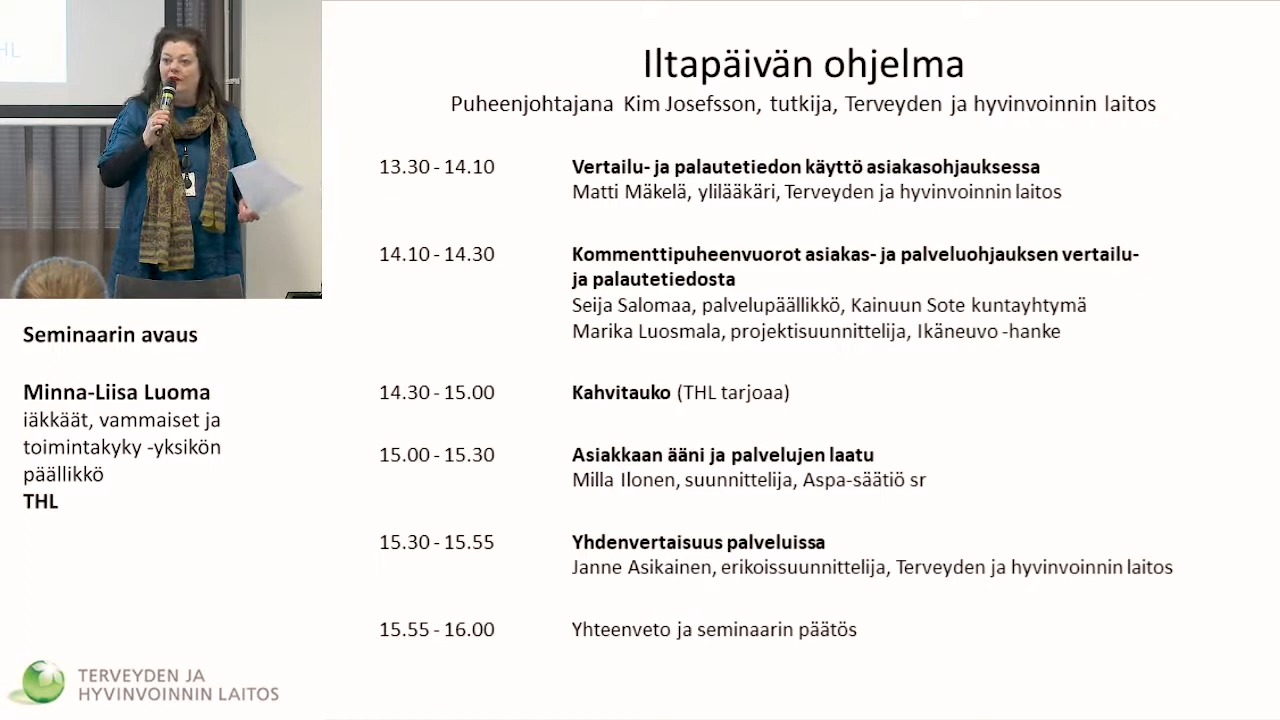 HL
Seminaarin avaus
Minna-Liisa Luoma
iäkkäät, vammaiset ja
toimintakyky -yksikön
päällikkö
THL
TERVEYDEN JA
HYVINVOINNIN LAITOS
Iltapäivän ohjelma
Puheenjohtajana Kim Josefsson, tutkija, Terveyden ja hyvinvoinnin laitos
13.30 - 14.10 Vertailu- ja palautetiedon käyttö asiakasohjauksessa
Matti Mäkelä, ylilääkäri, Terveyden ja hyvinvoinnin laitos
14.10 - 14.30 Kommenttipuheenvuorot asiakas- ja palveluohjauksen vertailu-
ja palautetiedosta
Seija Salomaa, palvelupäällikkö, Kainuun Sote kuntayhtymä
Marika Luosmala, projektisuunnittelija, Ikäneuvo -hanke
14.30 - 15.00 Kahvitauko (THL tarjoaa)
15.00 - 15.30 Asiakkaan ääni ja palvelujen laatu
Milla Ilonen, suunnittelija, Aspa-säätiö sr
15.30 - 15.55 Yhdenvertaisuus palveluissa
Janne Asikainen, erikoissuunnittelija, Terveyden ja hyvinvoinnin laitos
15.55 - 16.00 Yhteenveto ja seminaarin päätös